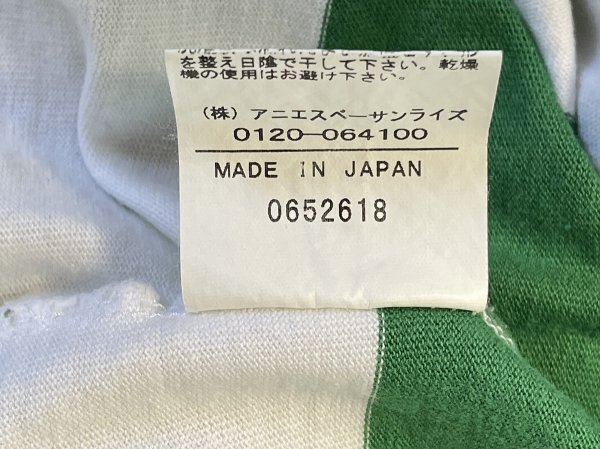 を整え日陰で干して下さい。乾燥
機の使用はお避け下さい。
(株) アニエスベーサンライズ
0120-064100
MADE IN JAPAN
0652618